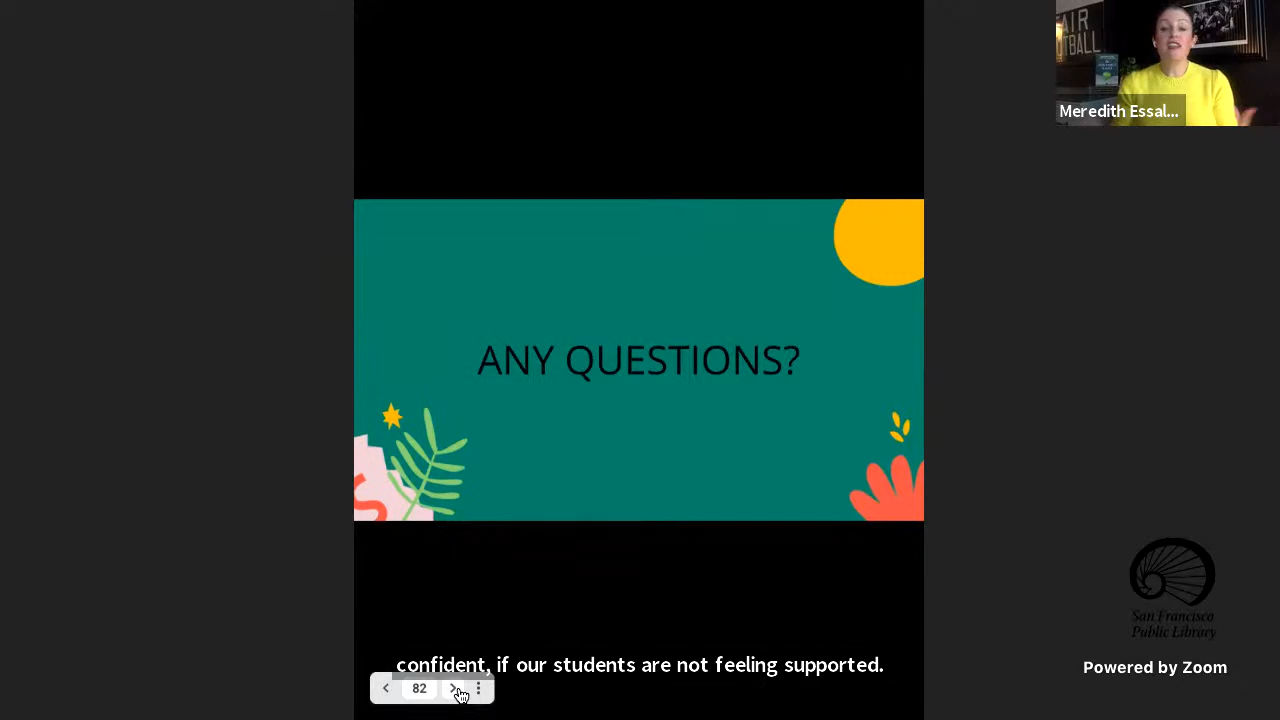 AIR
TBALL
Meredith Essal...
ANY QUESTIONS?
S
San Francisco
Public Library
confident, if our students are not feeling supported.
82
Powered by Zoom